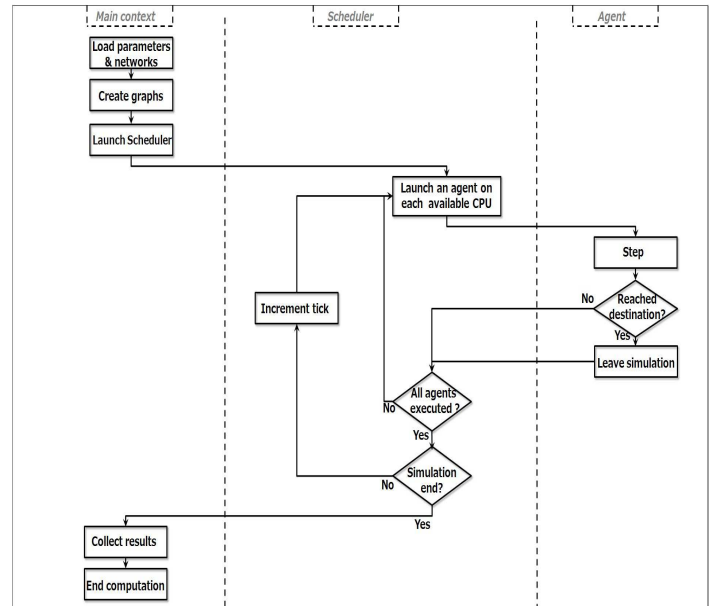 Main context
Scheduler
Agent
Load parameters
& networks
Create graphs
Launch Scheduler
Launch an agent on
each available CPU
Step
Reached
destination?
No
Yes
Leave simulation
Increment tick
All agents
executed ?
No
Yes
Simulation
end?
No
Yes
Collect results
End computation